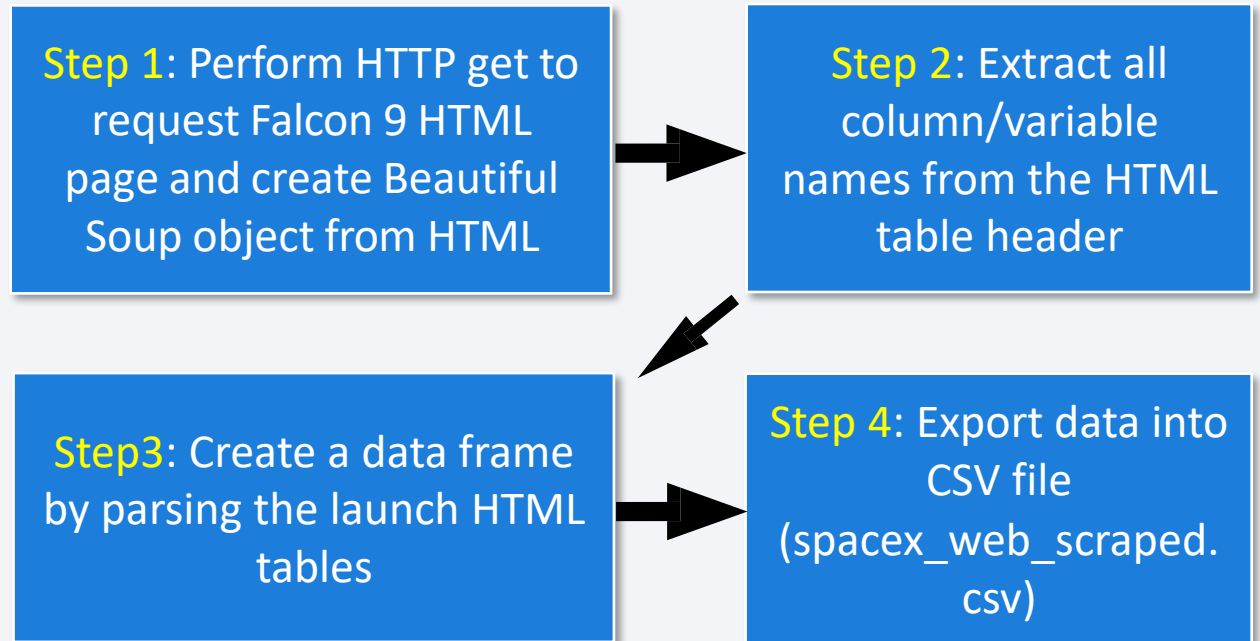 Step 1: Perform HTTP get to
request Falcon 9 HTML
page and create Beautiful
Soup object from HTML
Step 2: Extract all
column/variable
names from the HTML
table header
Step3: Create a data frame
by parsing the launch HTML
tables
Step 4: Export data into
CSV file
(spacex_web_scraped.
csv)